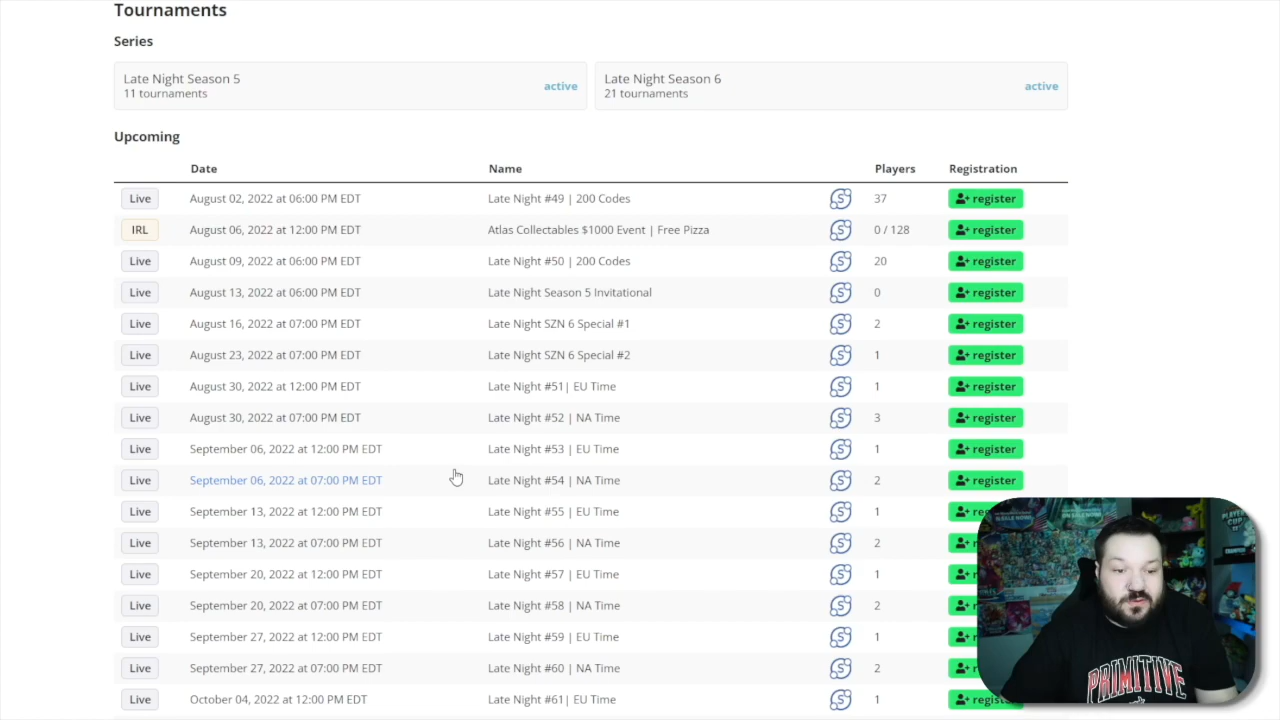 Tournaments
Series
Late Night Season 5
11 tournaments
active
Late Night Season 6
21 tournaments
active
Upcoming
Date Name Players Registration
Live August 02, 2022 at 06:00 PM EDT Late Night #49 | 200 Codes 37 register
IRL August 06, 2022 at 12:00 PM EDT Atlas Collectables $1000 Event | Free Pizza 0 / 128 register
Live August 09, 2022 at 06:00 PM EDT Late Night #50 | 200 Codes 20 register
Live August 13, 2022 at 06:00 PM EDT Late Night Season 5 Invitational 0 register
Live August 16, 2022 at 07:00 PM EDT Late Night SZN 6 Special #1 2 register
Live August 23, 2022 at 07:00 PM EDT Late Night SZN 6 Special #2 1 register
Live August 30, 2022 at 12:00 PM EDT Late Night #51| EU Time 1 register
Live August 30, 2022 at 07:00 PM EDT Late Night #52 | NA Time 3 register
Live September 06, 2022 at 12:00 PM EDT Late Night #53 | EU Time 1 register
Live September 06, 2022 at 07:00 PM EDT Late Night #54 | NA Time 2 register
Live September 13, 2022 at 12:00 PM EDT Late Night #55 | EU Time 1 re
Live September 13, 2022 at 07:00 PM EDT Late Night #56 | NA Time 2 r
Live September 20, 2022 at 12:00 PM EDT Late Night #57 | EU Time 1
Live September 20, 2022 at 07:00 PM EDT Late Night #58 | NA Time 2
Live September 27, 2022 at 12:00 PM EDT Late Night #59 | EU Time 1
Live September 27, 2022 at 07:00 PM EDT Late Night #60 | NA Time 2 r
Live October 04, 2022 at 12:00 PM EDT Late Night #61| EU Time 1 regist
PLAYER
CUP
CHAMPION
PRIMITIVE